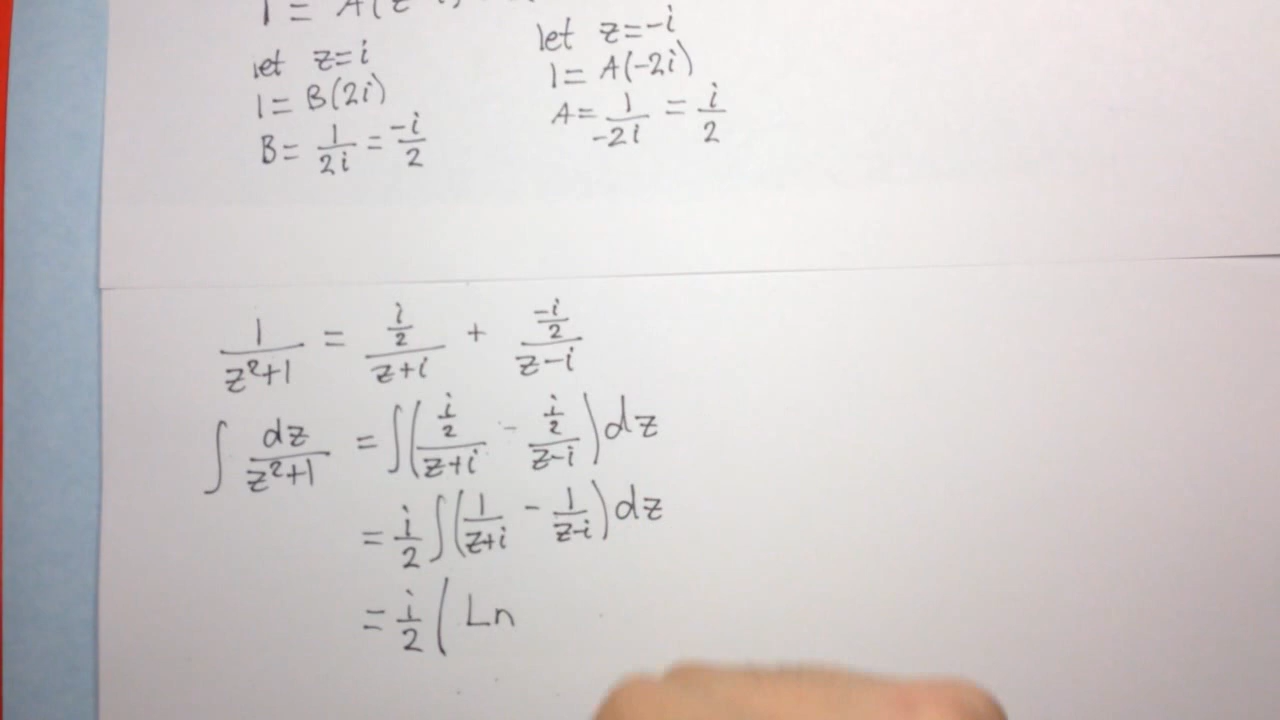 1 = A(z
let z=i
1= B(2i)
B= 1/2i = -i/2
let z=-i
1= A(-2i)
A= 1/-2i = i/2
1/z²+1 = i/2/z+i + -i/2/z-i
∫ dz/z²+1 = ∫(i/2/z+i - i/2/z-i)dz
= i/2 ∫(1/z+i - 1/z-i)dz
= i/2 ( Ln